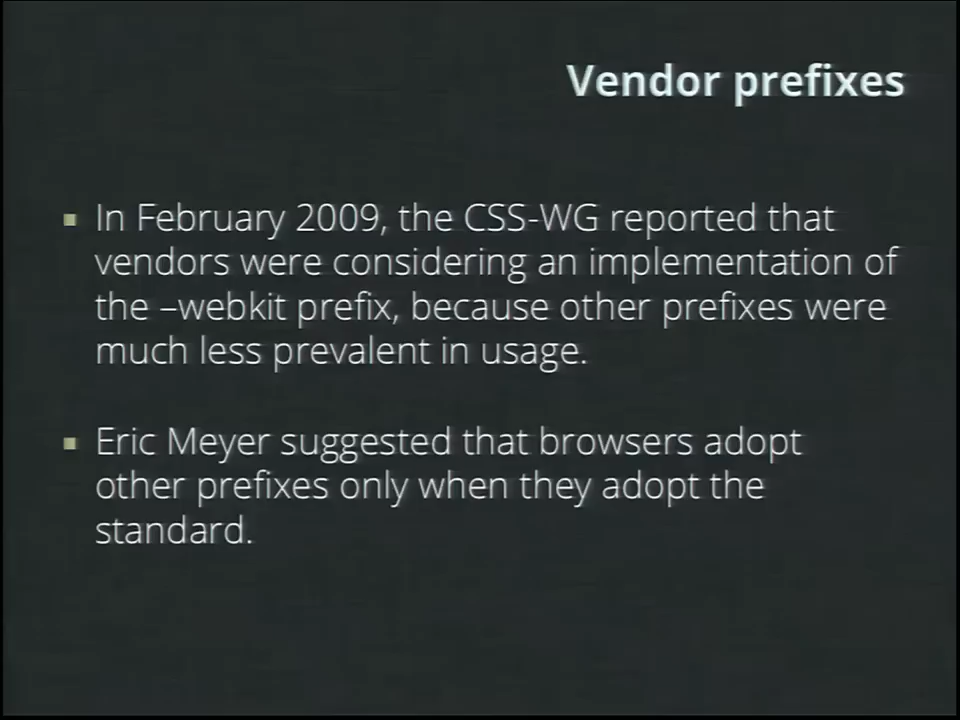 Vendor prefixes
In February 2009, the CSS-WG reported that
vendors were considering an implementation of
the –webkit prefix, because other prefixes were
much less prevalent in usage.
Eric Meyer suggested that browsers adopt
other prefixes only when they adopt the
standard.